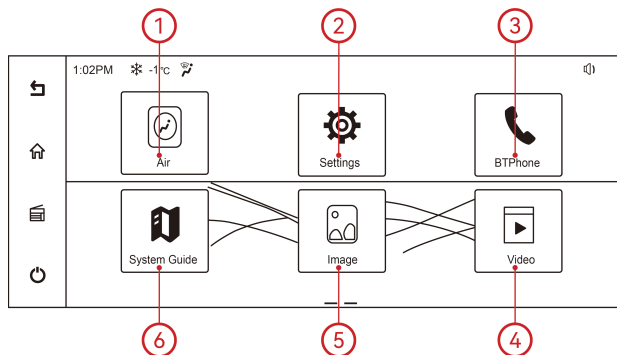 1 2 3
1:02PM -1℃
Air Settings BTPhone
System Guide Image Video
6 5 4